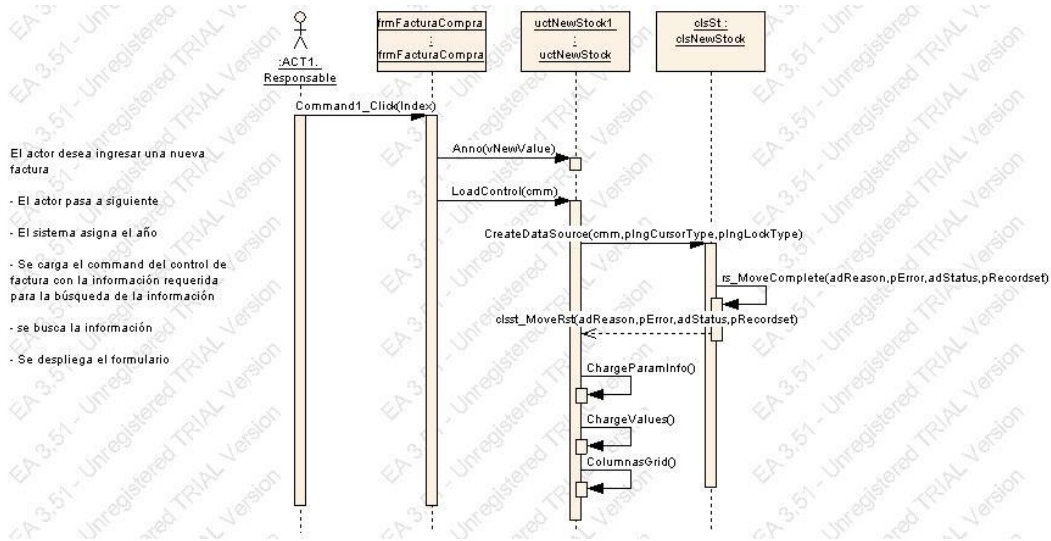 :ACT1.
Responsable
frmFacturaCompra
:
frmFacturaCompra
uctNewStock1
:
uctNewStock
clsSt :
clsNewStock
Command1_Click(Index)
Anno(vNewValue)
LoadControl(cmm)
CreateDataSource(cmm,plngCursorType,plngLockType)
rs_MoveComplete(adReason,pError,adStatus,pRecordset)
clsst_MoveRst(adReason,pError,adStatus,pRecordset)
ChargeParamInfo()
ChargeValues()
ColumnasGrid()
El actor desea ingresar una nueva
factura
- El actor pasa a siguiente
- El sistema asigna el año
- Se carga el command del control de
factura con la información requerida
para la búsqueda de la información
- se busca la información
- Se despliega el formulario
EA 3.51 - Unregistered TRIAL Version